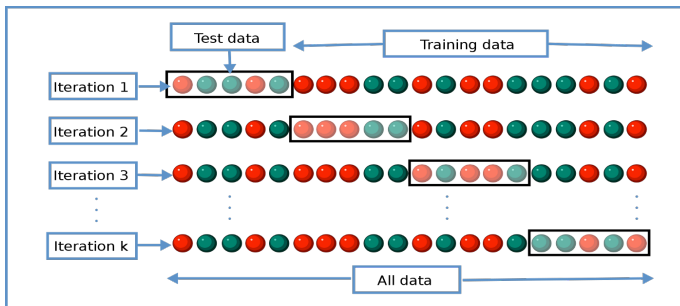 Test data
Training data
Iteration 1
Iteration 2
Iteration 3
Iteration k
All data